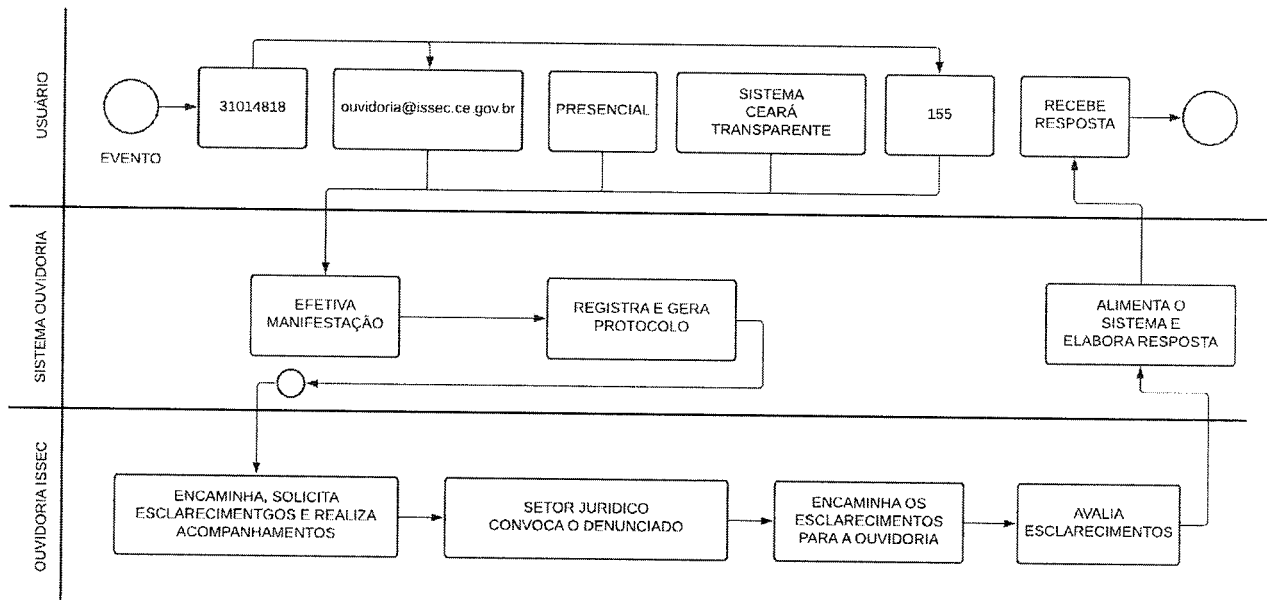 USUÁRIO
31014818
ouvidoria@issec.ce.gov.br
PRESENCIAL
SISTEMA
CEARÁ
TRANSPARENTE
155
RECEBE
RESPOSTA
EVENTO
SISTEMA OUVIDORIA
EFETIVA
MANIFESTAÇÃO
REGISTRA E GERA
PROTOCOLO
ALIMENTA O
SISTEMA E
ELABORA RESPOSTA
OUVIDORIA ISSEC
ENCAMINHA, SOLICITA
ESCLARECIMENTGOS E REALIZA
ACOMPANHAMENTOS
SETOR JURIDICO
CONVOCA O DENUNCIADO
ENCAMINHA OS
ESCLARECIMENTOS
PARA A OUVIDORIA
AVALIA
ESCLARECIMENTOS